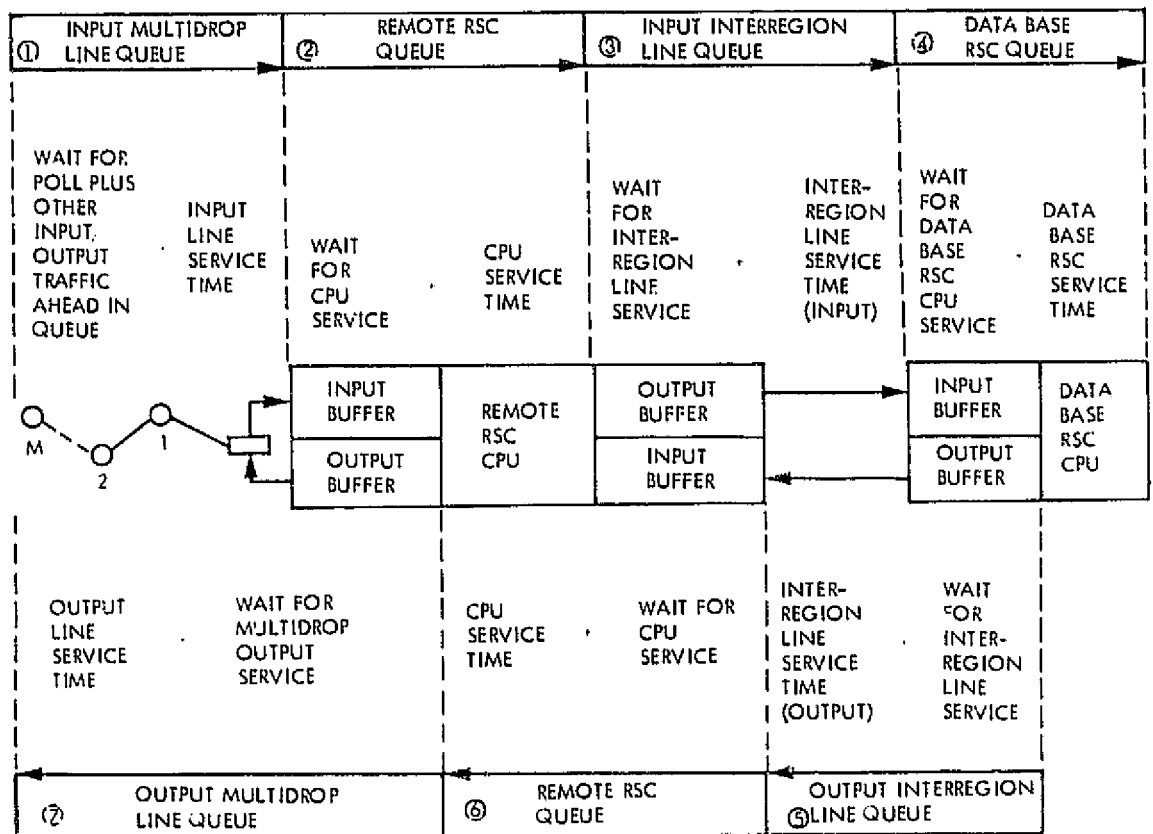 ① INPUT MULTIDROP
LINE QUEUE
② REMOTE RSC
QUEUE
③ INPUT INTERREGION
LINE QUEUE
④ DATA BASE
RSC QUEUE
WAIT FOR
POLL PLUS
OTHER
INPUT,
OUTPUT
TRAFFIC
AHEAD IN
QUEUE
INPUT
LINE
SERVICE
TIME
WAIT
FOR
CPU
SERVICE
CPU
SERVICE
TIME
WAIT
FOR
INTER-
REGION
LINE
SERVICE
INTER-
REGION
LINE
SERVICE
TIME
(INPUT)
WAIT
FOR
DATA
BASE
RSC
CPU
SERVICE
DATA
BASE
RSC
SERVICE
TIME
M
2
1
INPUT
BUFFER
OUTPUT
BUFFER
REMOTE
RSC
CPU
OUTPUT
BUFFER
INPUT
BUFFER
INPUT
BUFFER
OUTPUT
BUFFER
DATA
BASE
RSC
CPU
OUTPUT
LINE
SERVICE
TIME
WAIT FOR
MULTIDROP
OUTPUT
SERVICE
CPU
SERVICE
TIME
WAIT FOR
CPU
SERVICE
INTER-
REGION
LINE
SERVICE
TIME
(OUTPUT)
WAIT
FOR
INTER-
REGION
LINE
SERVICE
⑦ OUTPUT MULTIDROP
LINE QUEUE
⑥ REMOTE RSC
QUEUE
OUTPUT INTERREGION
⑤ LINE QUEUE